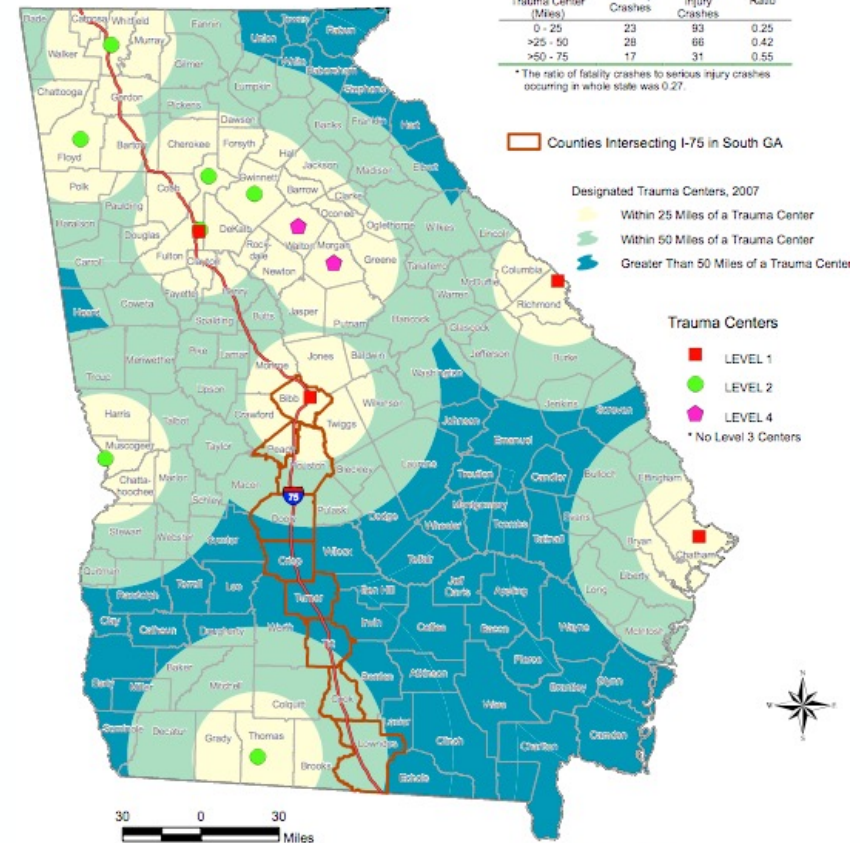 Trauma Center
(Miles)
Crashes
Injury
Crashes
Ratio
0 - 25 23 93 0.25
>25 - 50 28 66 0.42
>50 - 75 17 31 0.55
* The ratio of fatality crashes to serious injury crashes
occurring in whole state was 0.27.
Counties Intersecting I-75 in South GA
Designated Trauma Centers, 2007
Within 25 Miles of a Trauma Center
Within 50 Miles of a Trauma Center
Greater Than 50 Miles of a Trauma Center
Trauma Centers
LEVEL 1
LEVEL 2
LEVEL 4
* No Level 3 Centers
Dade Catoosa Whitfield Fannin Union Towns Rabun
Walker Murray Gilmer White Habersham
Chattooga Gordon Pickens Lumpkin Stephens
Dawson Banks Franklin Hart
Floyd Bartow Cherokee Forsyth Hall Jackson Madison Elbert
Polk Cobb Gwinnett Barrow Clarke
Paulding Oconee Oglethorpe Wilkes Lincoln
Haralson Douglas DeKalb Walton Morgan
Carroll Fulton Clayton Rock-
dale Newton Greene Taliaferro McDuffie Columbia
Heard Coweta Fayette Henry Jasper Putnam Hancock Warren Richmond
Spalding Butts Glascock
Troup Meriwether Pike Lamar Monroe Jones Baldwin Jefferson Burke
Upson Washington
Harris Talbot Crawford Bibb Wilkinson Johnson Jenkins Screven
Muscogee Taylor Peach Twiggs Emanuel
Chatta-
hoochee Marion Macon Houston Bleckley Laurens Treutlen Candler Bulloch Effingham
Schley 75 Montgomery
Stewart Webster Sumter Dooly Pulaski Dodge Wheeler Toombs Tattnall Evans Bryan Chatham
Quitman Crisp Wilcox Telfair Liberty
Randolph Terrell Lee Turner Ben Hill Jeff
Davis Appling Long
Clay Calhoun Dougherty Worth Irwin Coffee Bacon Wayne McIntosh
Early Baker Tift Berrien Atkinson Pierce
Miller Mitchell Colquitt Cook Ware Brantley Glynn
Seminole Decatur Grady Thomas Lanier Clinch Charlton Camden
Brooks Lowndes Echols
N
W E
S
30 0 30
Miles